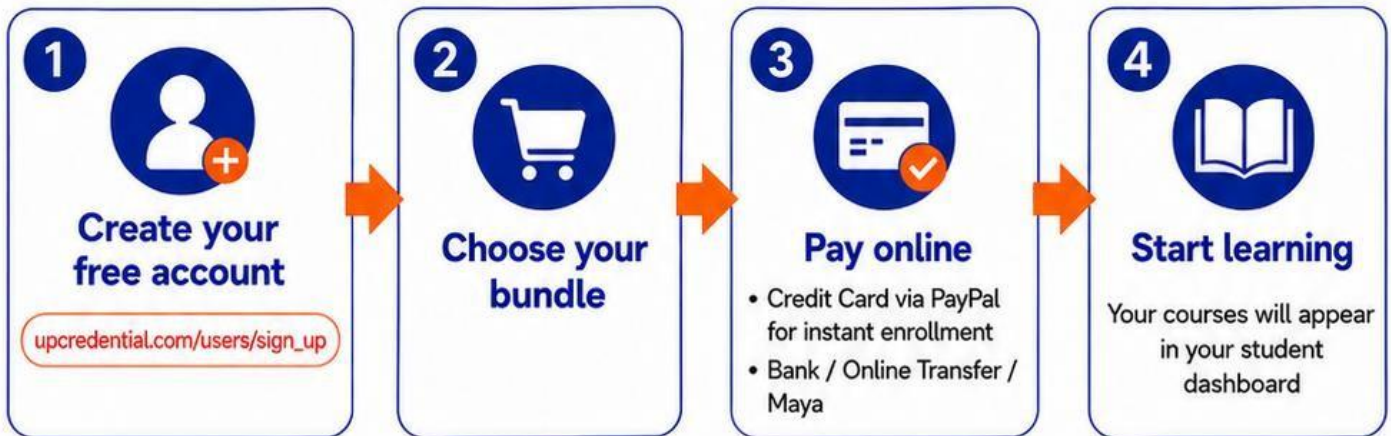 1
Create your
free account
upcredential.com/users/sign_up
2
Choose your
bundle
3
Pay online
• Credit Card via PayPal
for instant enrollment
• Bank / Online Transfer /
Maya
4
Start learning
Your courses will appear
in your student
dashboard